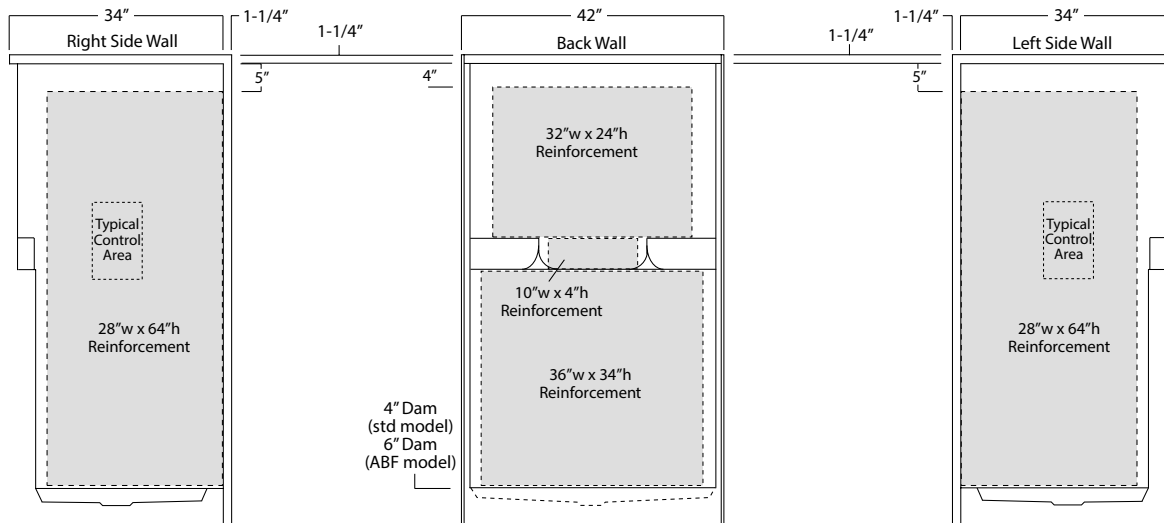 34”
1-1/4”
42”
1-1/4”
34”
Right Side Wall
1-1/4”
Back Wall
1-1/4”
Left Side Wall
5”
4”
5”
32”w x 24”h
Reinforcement
Typical
Control
Area
Typical
Control
Area
10”w x 4”h
Reinforcement
28”w x 64”h
Reinforcement
36”w x 34”h
Reinforcement
28”w x 64”h
Reinforcement
4” Dam
(std model)
6” Dam
(ABF model)